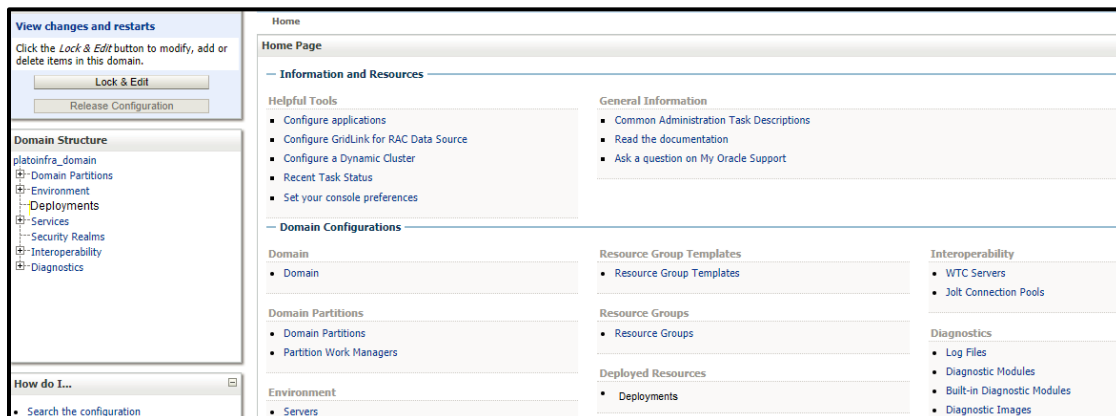 View changes and restarts
Click the Lock & Edit button to modify, add or
delete items in this domain.
Lock & Edit
Release Configuration
Domain Structure
platoinfra_domain
Domain Partitions
Environment
Deployments
Services
Security Realms
Interoperability
Diagnostics
How do I...
Search the configuration
Home
Home Page
Information and Resources
Helpful Tools
Configure applications
Configure GridLink for RAC Data Source
Configure a Dynamic Cluster
Recent Task Status
Set your console preferences
General Information
Common Administration Task Descriptions
Read the documentation
Ask a question on My Oracle Support
Domain Configurations
Domain
Domain
Domain Partitions
Domain Partitions
Partition Work Managers
Environment
Servers
Resource Group Templates
Resource Group Templates
Resource Groups
Resource Groups
Deployed Resources
Deployments
Interoperability
WTC Servers
Jolt Connection Pools
Diagnostics
Log Files
Diagnostic Modules
Built-in Diagnostic Modules
Diagnostic Images